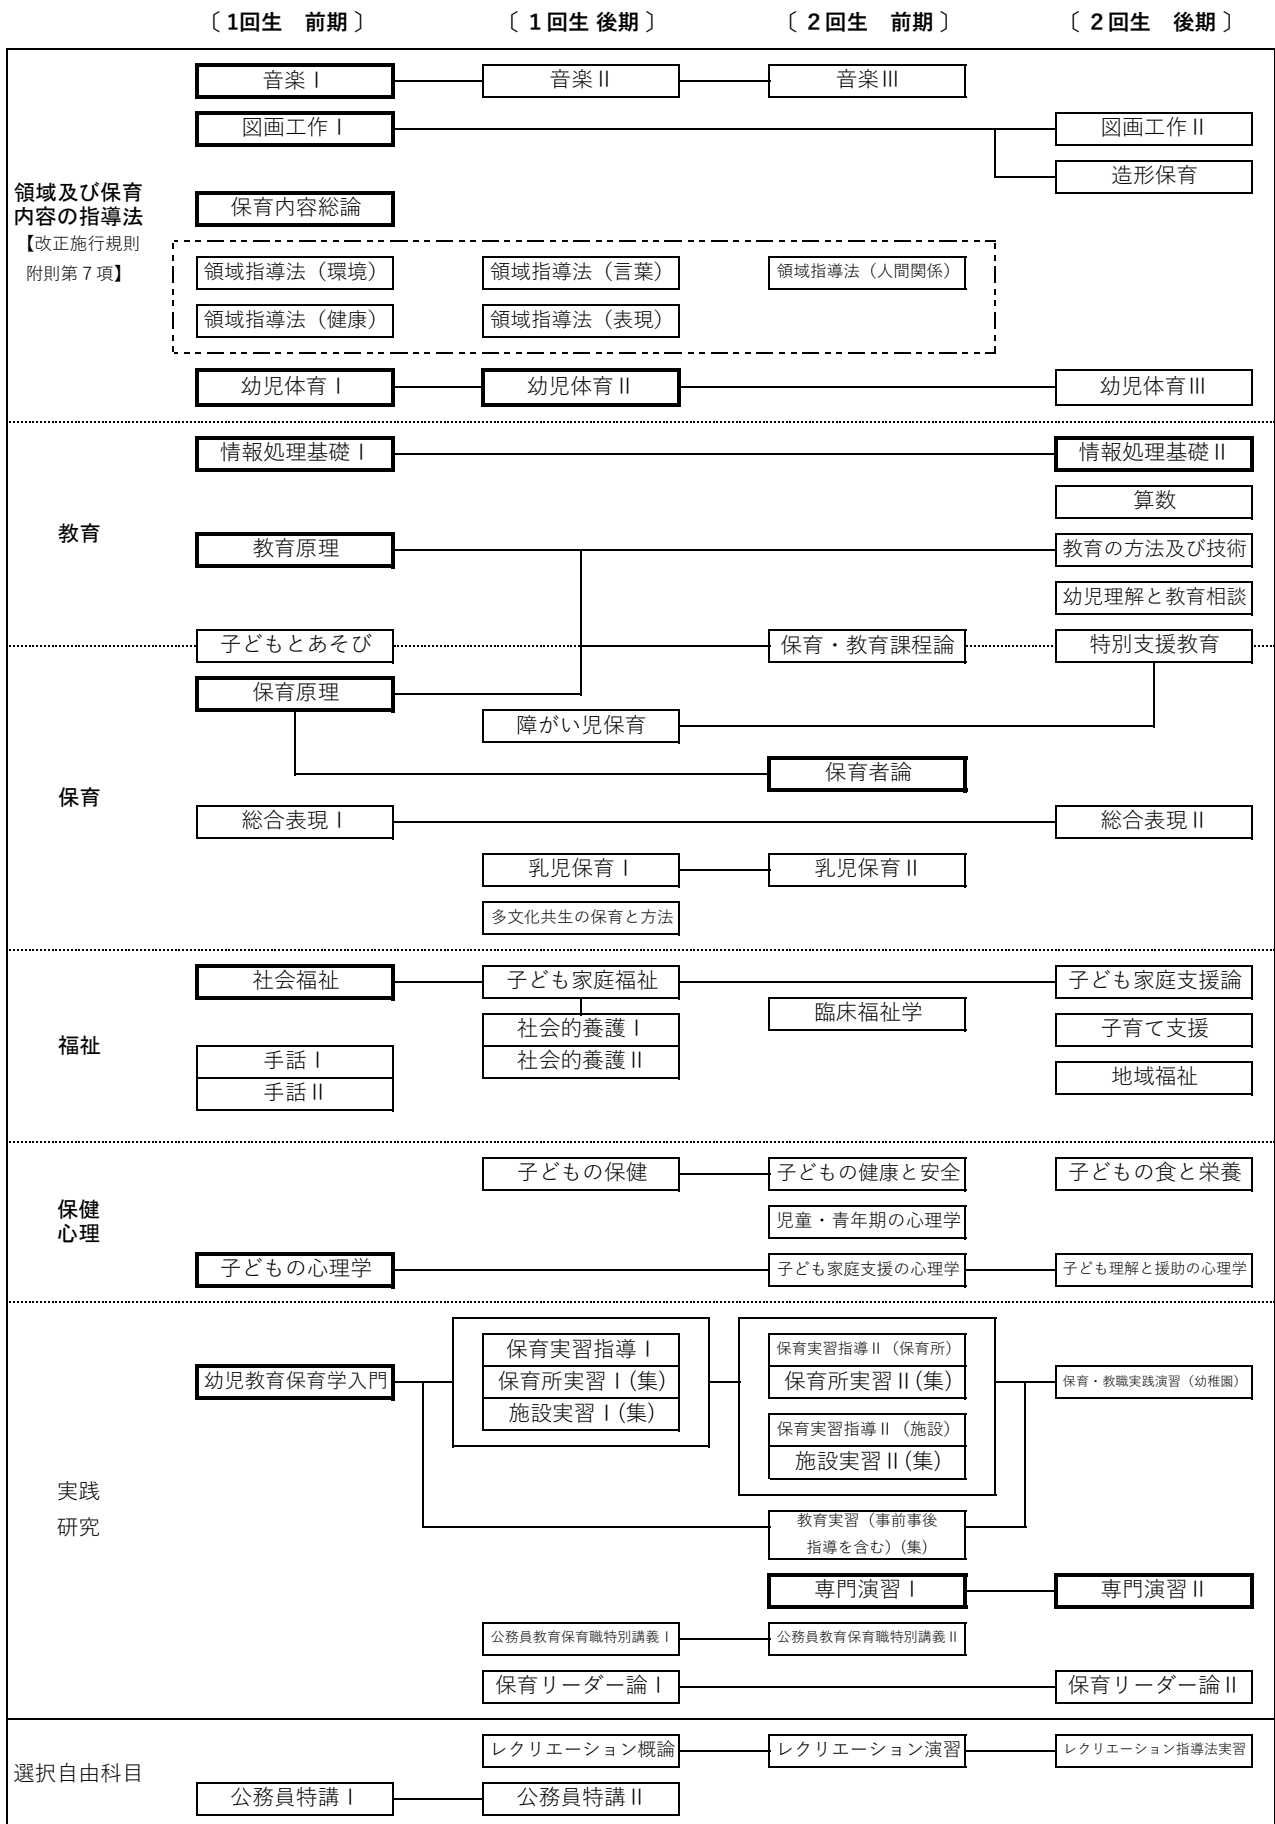 〔 1回生　前期 〕
〔 １回生 後期 〕
〔 ２回生　前期 〕
〔 ２回生　後期 〕
音楽Ⅰ
音楽Ⅱ
音楽Ⅲ
図画工作Ⅰ
図画工作Ⅱ
造形保育
領域及び保育
内容の指導法
【改正施行規則
附則第７項】
保育内容総論
領域指導法（環境）
領域指導法（言葉）
領域指導法（人間関係）
領域指導法（健康）
領域指導法（表現）
幼児体育Ⅰ
幼児体育Ⅱ
幼児体育Ⅲ
情報処理基礎Ⅰ
情報処理基礎Ⅱ
算数
教育
教育原理
教育の方法及び技術
幼児理解と教育相談
子どもとあそび
保育・教育課程論
特別支援教育
保育原理
障がい児保育
保育者論
保育
総合表現Ⅰ
総合表現Ⅱ
乳児保育Ⅰ
乳児保育Ⅱ
多文化共生の保育と方法
社会福祉
子ども家庭福祉
子ども家庭支援論
臨床福祉学
社会的養護Ⅰ
子育て支援
福祉
手話Ⅰ
社会的養護Ⅱ
地域福祉
手話Ⅱ
子どもの保健
子どもの健康と安全
子どもの食と栄養
保健
心理
児童・青年期の心理学
子どもの心理学
子ども家庭支援の心理学
子ども理解と援助の心理学
保育実習指導Ⅰ
保育実習指導Ⅱ（保育所）
幼児教育保育学入門
保育所実習Ⅰ(集)
保育所実習Ⅱ(集)
保育・教職実践演習（幼稚園）
施設実習Ⅰ(集)
保育実習指導Ⅱ（施設）
施設実習Ⅱ(集)
実践
研究
教育実習（事前事後
指導を含む）(集)
専門演習Ⅰ
専門演習Ⅱ
公務員教育保育職特別講義Ⅰ
公務員教育保育職特別講義Ⅱ
保育リーダー論Ⅰ
保育リーダー論Ⅱ
選択自由科目
レクリエーション概論
レクリエーション演習
レクリエーション指導法実習
公務員特講Ⅰ
公務員特講Ⅱ